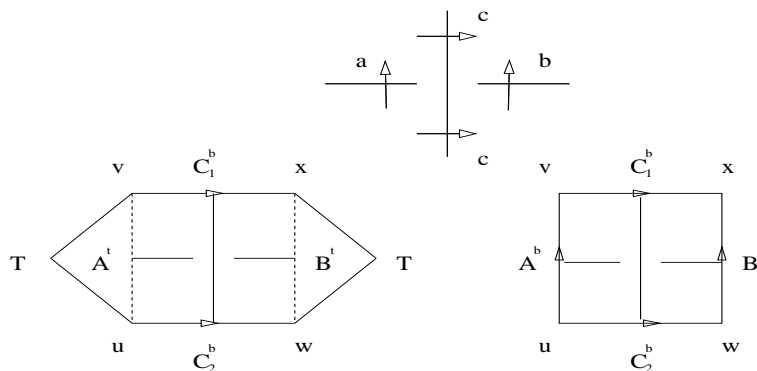 c
a b
c
v C₁ᵇ x v C₁ᵇ x
T Aᵗ Bᵗ T Aᵇ B
u C₂ᵇ w u C₂ᵇ w